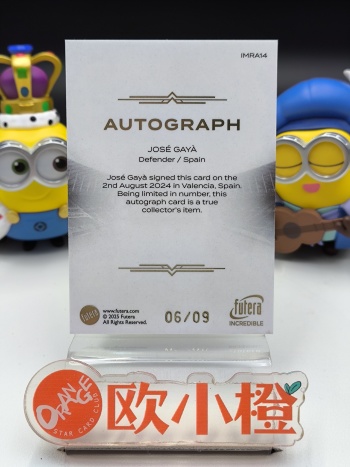 IMRA14
AUTOGRAPH
JOSÉ GAYÀ
Defender / Spain
José Gayà signed this card on the
2nd August 2024 in Valencia, Spain.
Being limited in number, this
autograph card is a true
collector's item.
futera
www.futera.com
© 2025 Futera
All Rights Reserved.
06/09
futera
INCREDIBLE
ORANGE
STAR CARD CLUB
欧小橙